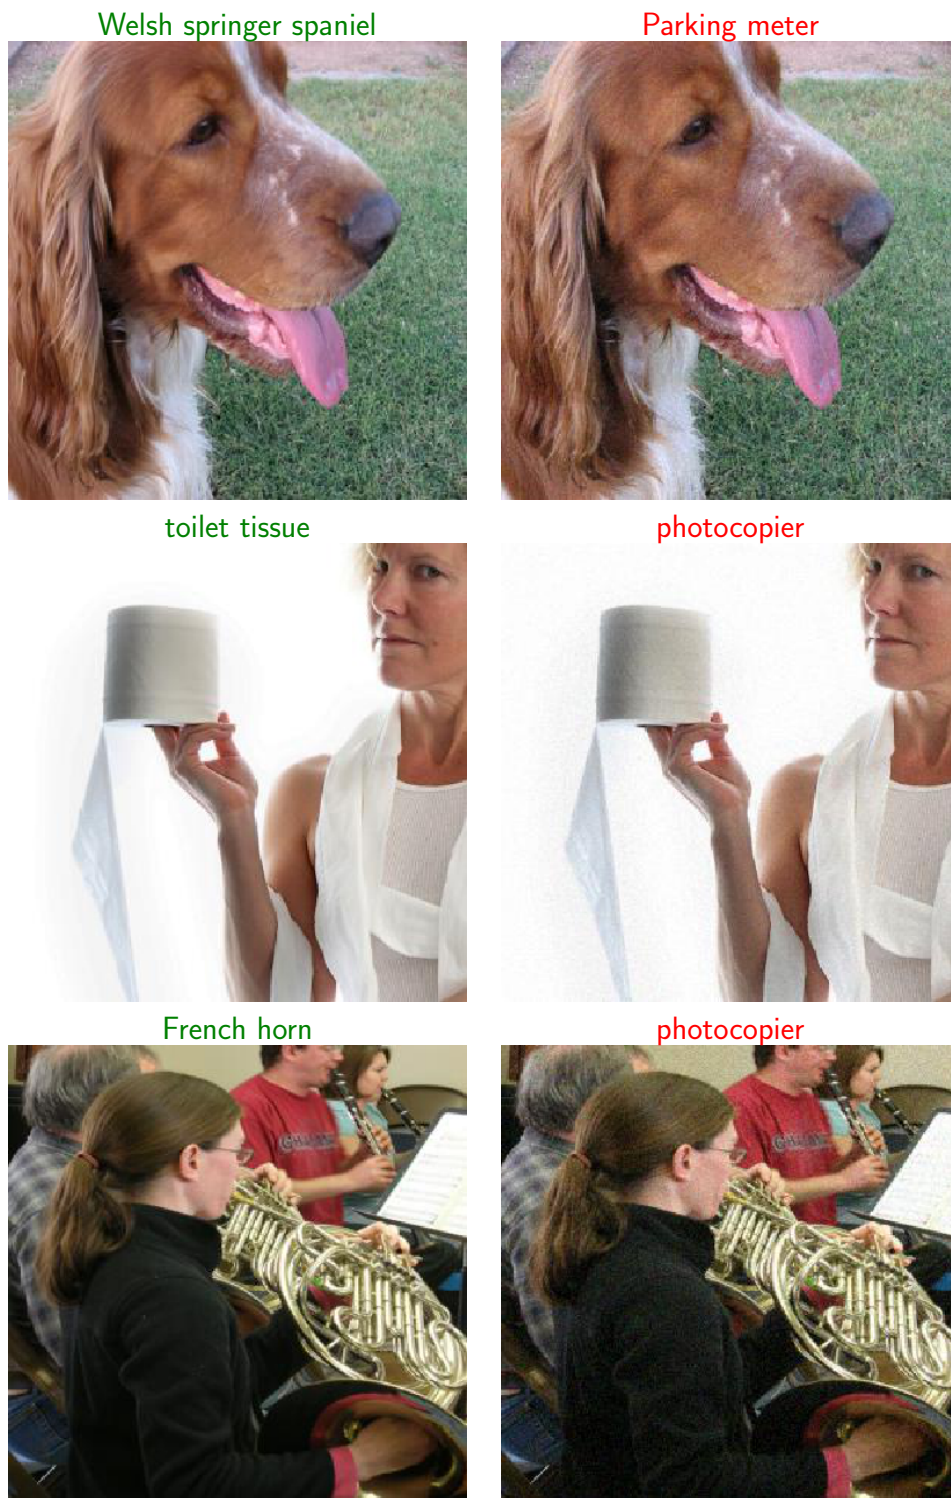 Welsh springer spaniel
Parking meter
toilet tissue
photocopier
French horn
photocopier